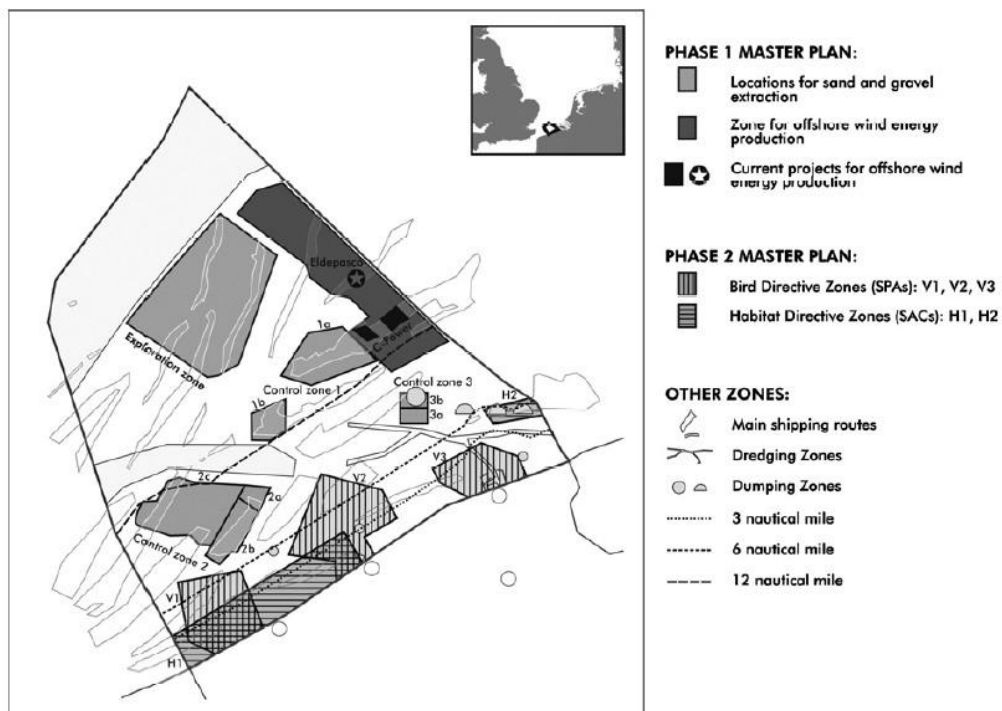 Eldepasco
1a
C-Power
Exploration zone
Control zone 1
Control zone 3
1b
3b
3a
H2
V3
2c
V2
2a
2b
Control zone 2
V1
H1
PHASE 1 MASTER PLAN:
Locations for sand and gravel
extraction
Zone for offshore wind energy
production
Current projects for offshore wind
energy production
PHASE 2 MASTER PLAN:
Bird Directive Zones (SPAs): V1, V2, V3
Habitat Directive Zones (SACs): H1, H2
OTHER ZONES:
Main shipping routes
Dredging Zones
Dumping Zones
3 nautical mile
6 nautical mile
12 nautical mile